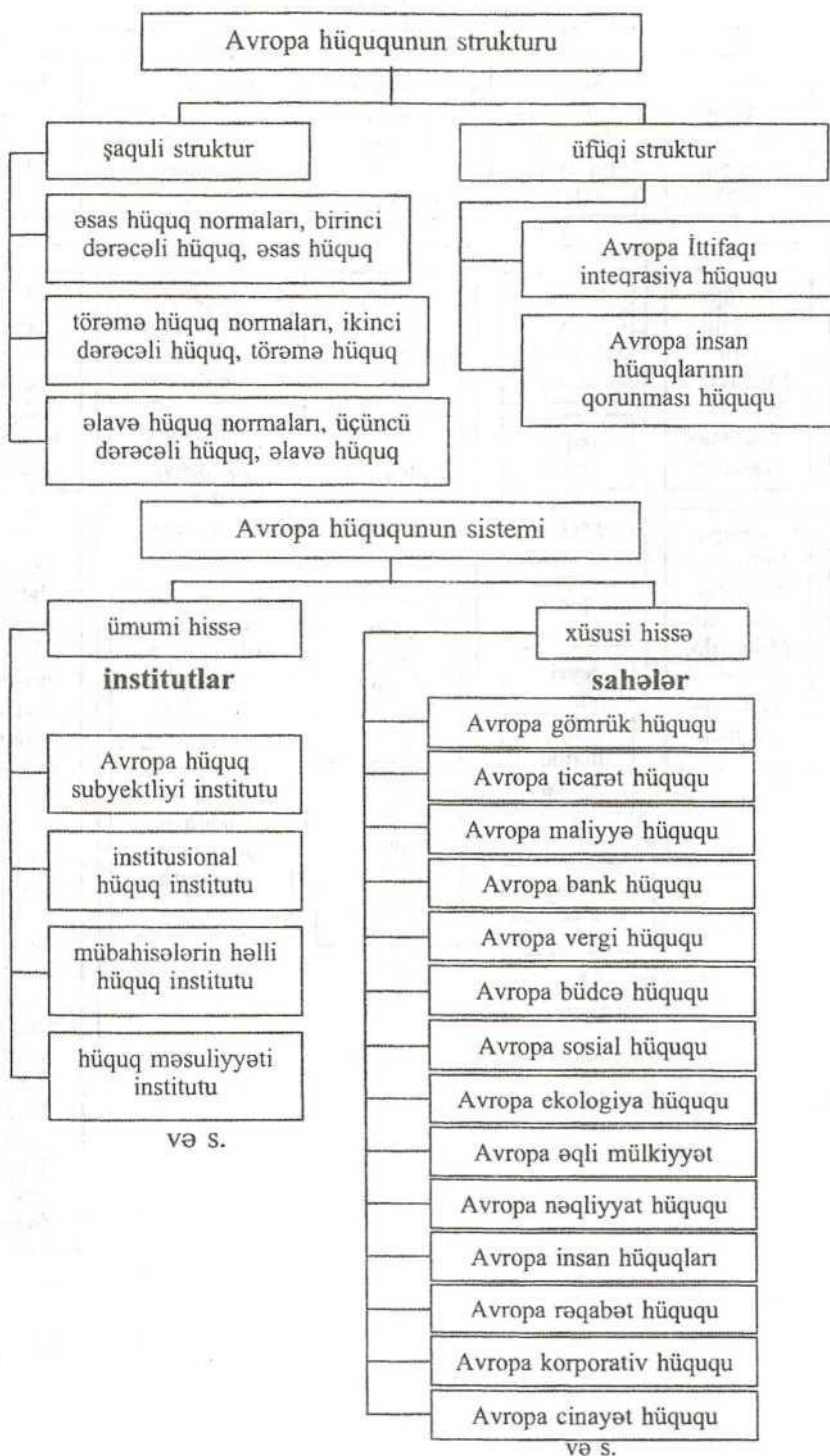 Avropa hüququnun strukturu
şaquli struktur
əsas hüquq normaları, birinci
dərəcəli hüquq, əsas hüquq
törəmə hüquq normaları, ikinci
dərəcəli hüquq, törəmə hüquq
əlavə hüquq normaları, üçüncü
dərəcəli hüquq, əlavə hüquq
üfüqi struktur
Avropa İttifaqı
inteqrasiya hüququ
Avropa insan
hüquqlarının
qorunması hüququ
Avropa hüququnun sistemi
ümumi hissə
institutlar
Avropa hüquq
subyektliyi institutu
institusional
hüquq institutu
mübahisələrin həlli
hüquq institutu
hüquq məsuliyyəti
institutu
və s.
xüsusi hissə
sahələr
Avropa gömrük hüququ
Avropa ticarət hüququ
Avropa maliyyə hüququ
Avropa bank hüququ
Avropa vergi hüququ
Avropa büdcə hüququ
Avropa sosial hüququ
Avropa ekologiya hüququ
Avropa əqli mülkiyyət
Avropa nəqliyyat hüququ
Avropa insan hüquqları
Avropa rəqabət hüququ
Avropa korporativ hüququ
Avropa cinayət hüququ
və s.